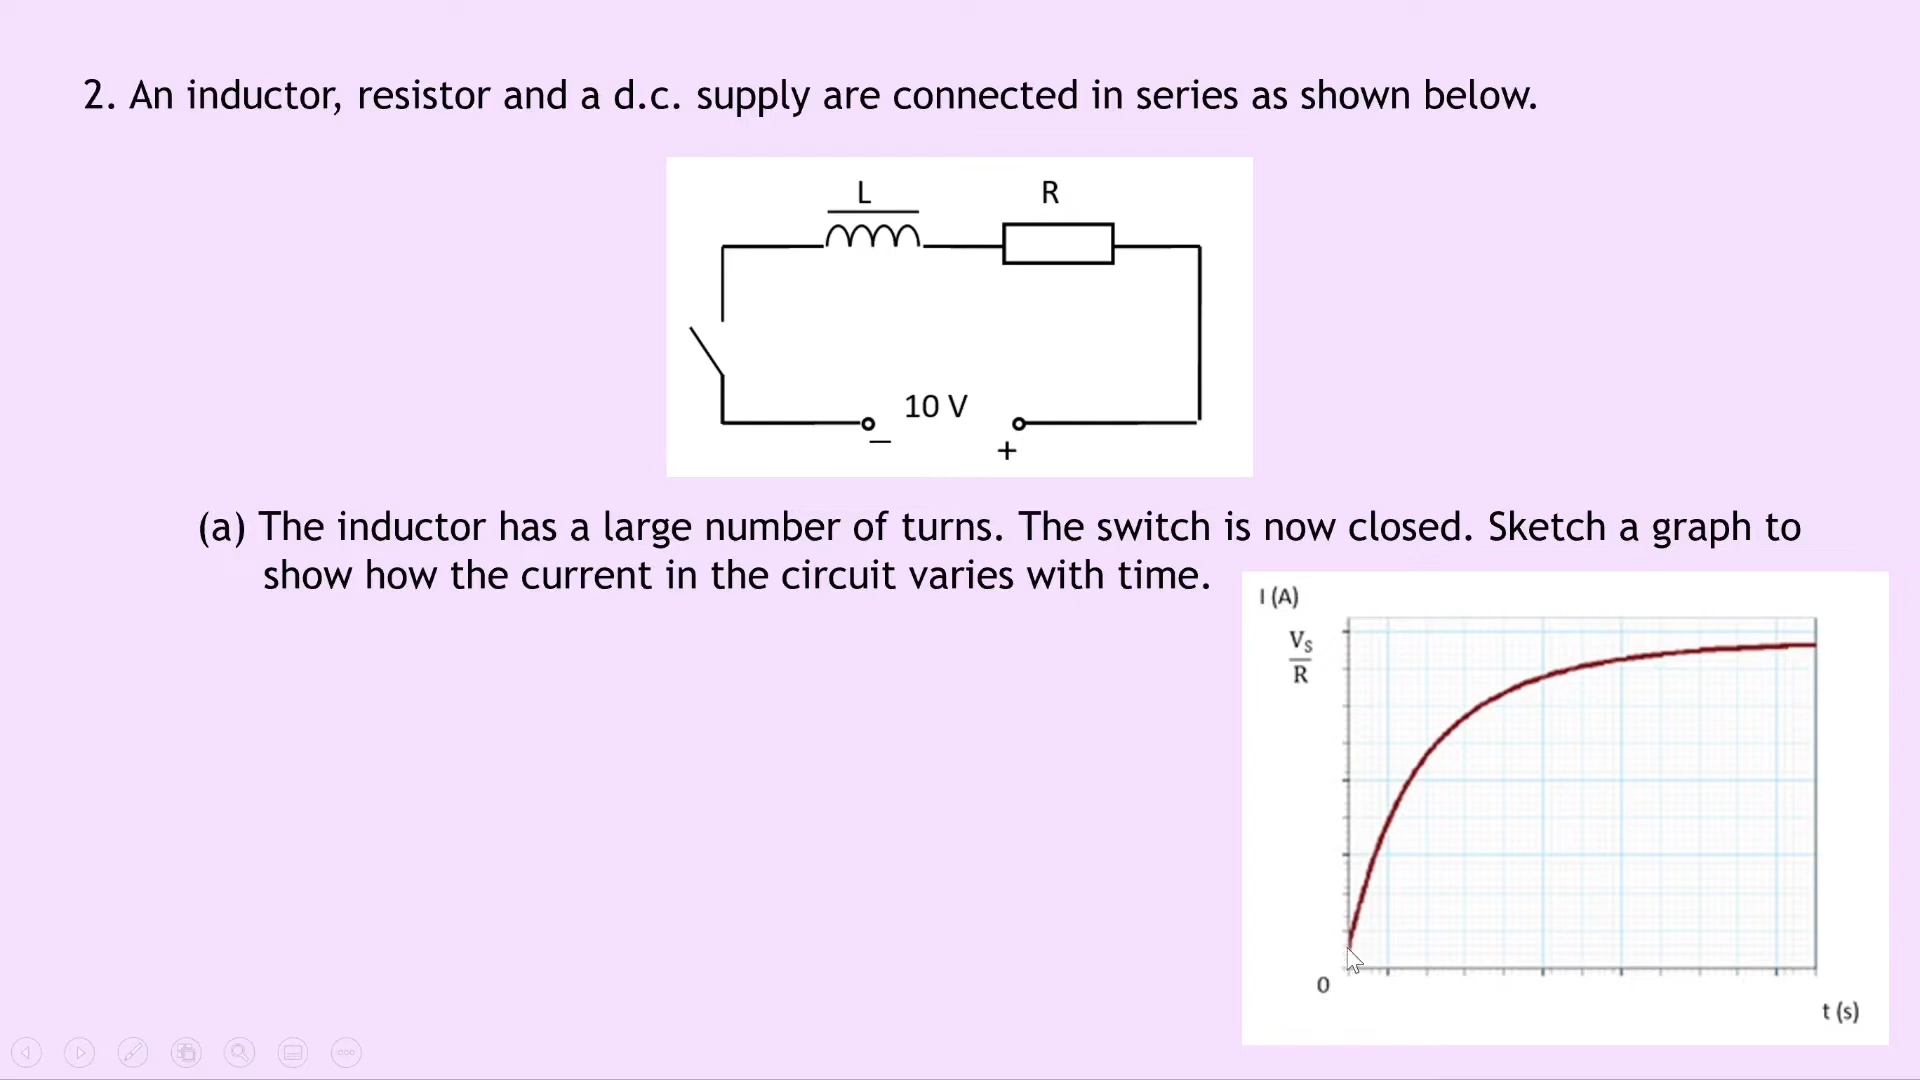 2. An inductor, resistor and a d.c. supply are connected in series as shown below.
L
R
10 V
–
+
(a) The inductor has a large number of turns. The switch is now closed. Sketch a graph to
show how the current in the circuit varies with time.
I (A)
V_S
R
0
t (s)